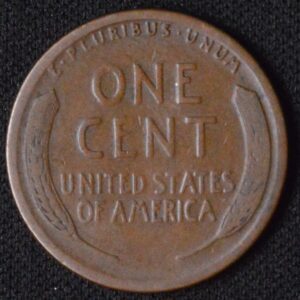 E·PLURIBUS·UNUM
ONE
CENT
UNITED STATES
OF AMERICA